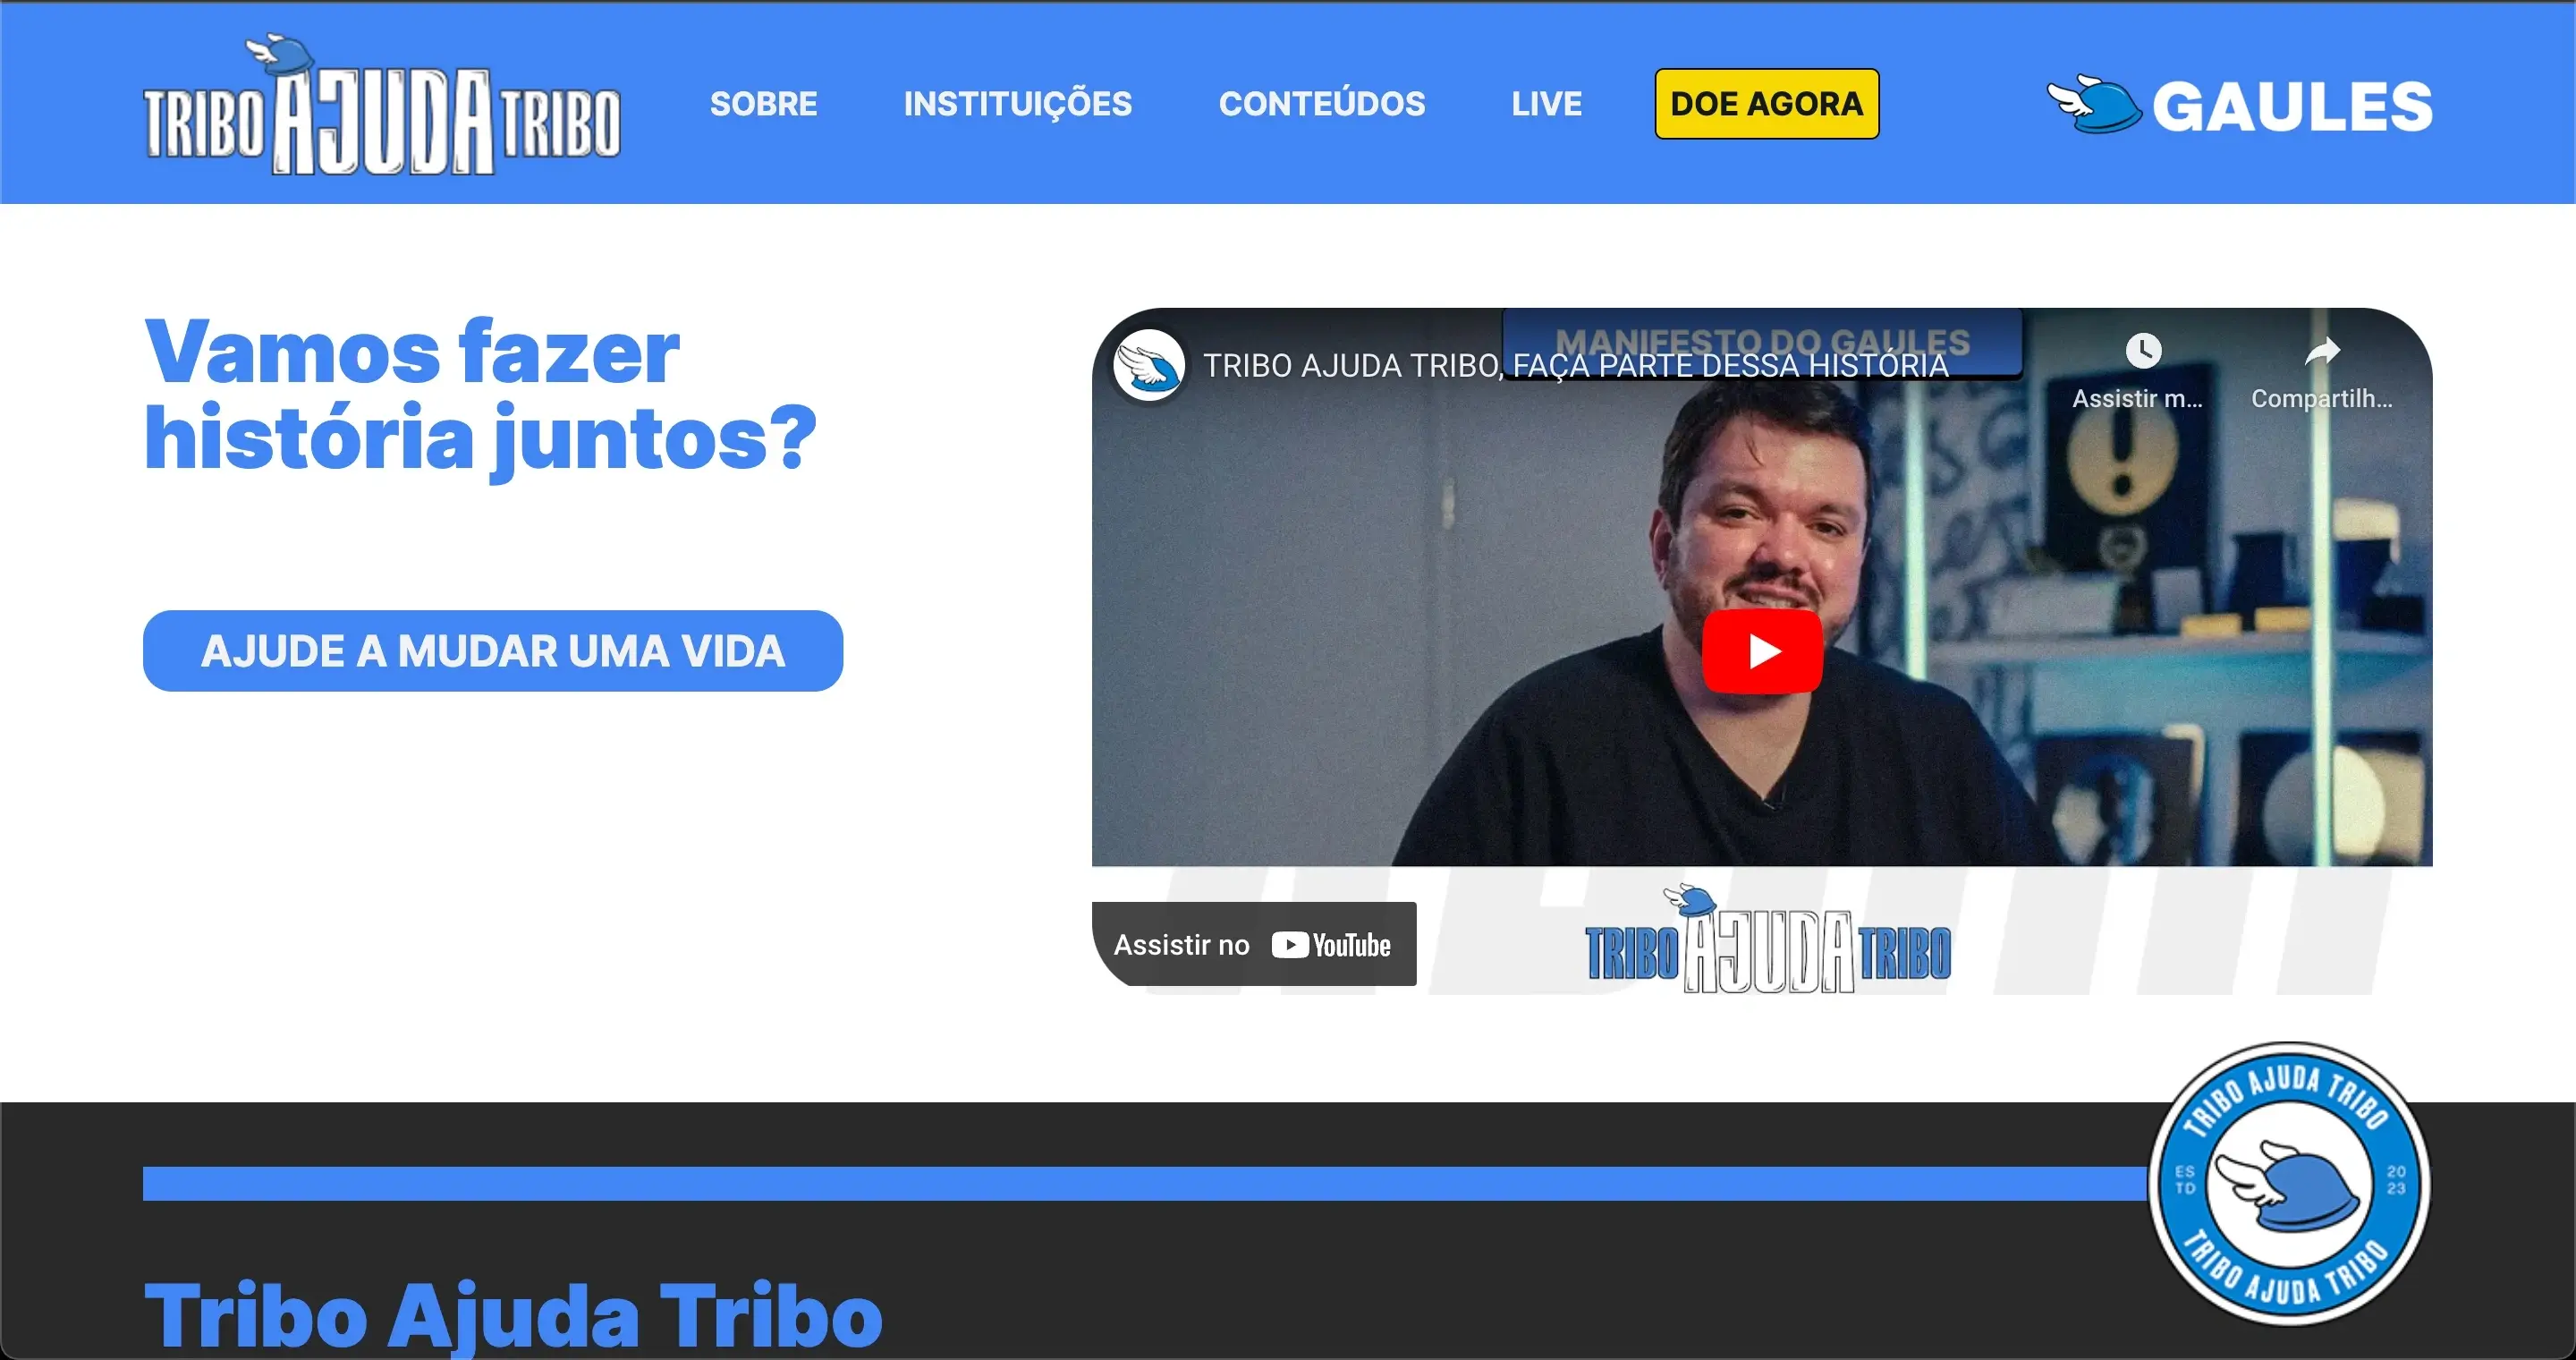 TRIBO AJUDA TRIBO
SOBRE
INSTITUIÇÕES
CONTEÚDOS
LIVE
DOE AGORA
GAULES
Vamos fazer
história juntos?
AJUDE A MUDAR UMA VIDA
MANIFESTO DO GAULES
TRIBO AJUDA TRIBO, FAÇA PARTE DESSA HISTÓRIA
Assistir m...
Compartilh...
Assistir no YouTube
TRIBO AJUDA TRIBO
TRIBO AJUDA TRIBO
ES
TD
20
23
TRIBO AJUDA TRIBO
Tribo Ajuda Tribo